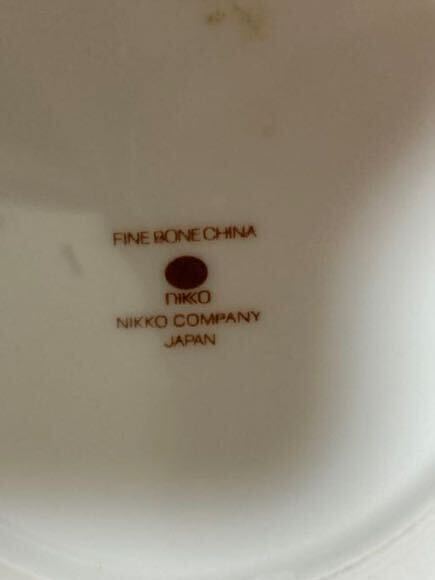 FINE BONE CHINA
nikko
NIKKO COMPANY
JAPAN